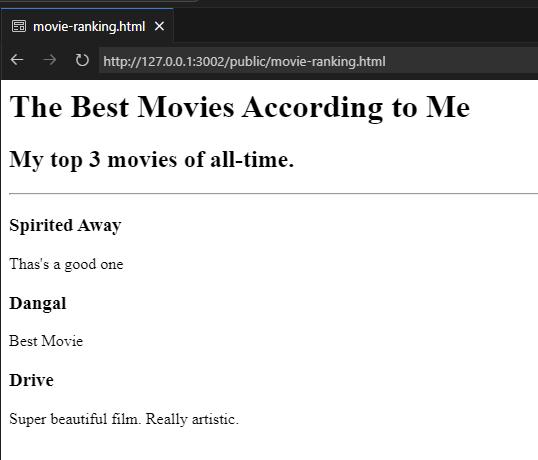 movie-ranking.html
http://127.0.0.1:3002/public/movie-ranking.html
The Best Movies According to Me
My top 3 movies of all-time.
Spirited Away
Thas's a good one
Dangal
Best Movie
Drive
Super beautiful film. Really artistic.